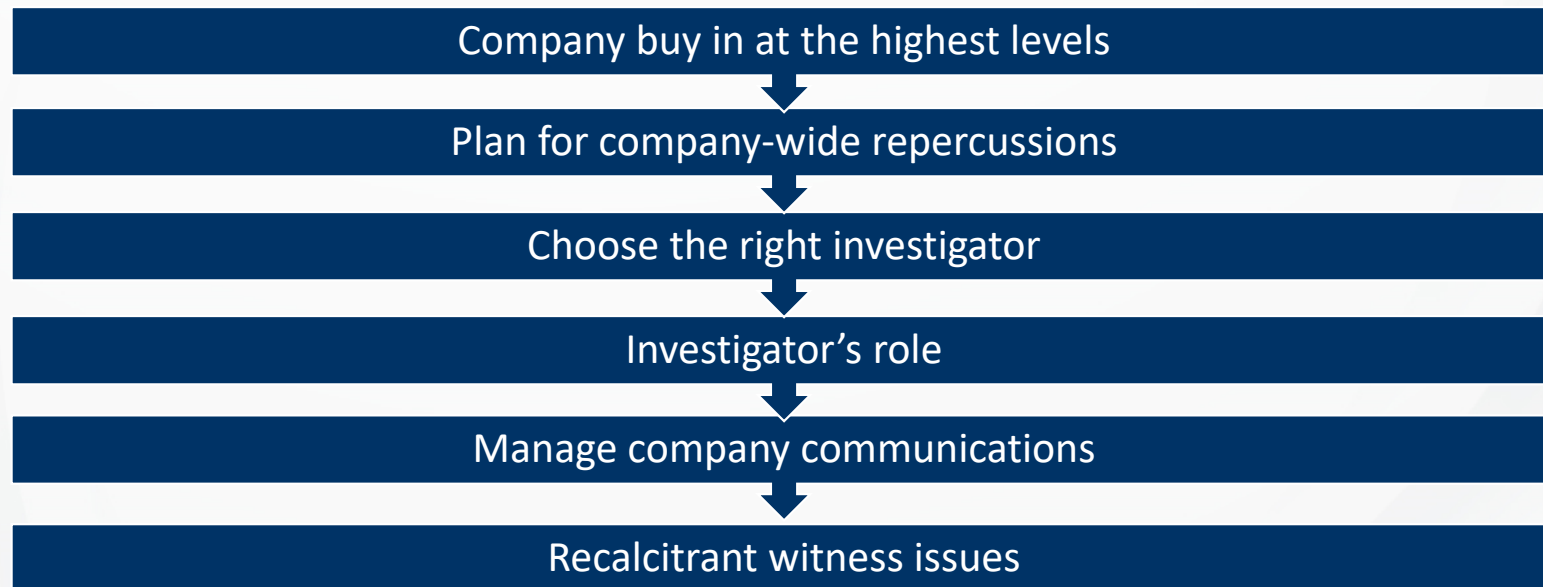 Company buy in at the highest levels
Plan for company-wide repercussions
Choose the right investigator
Investigator’s role
Manage company communications
Recalcitrant witness issues